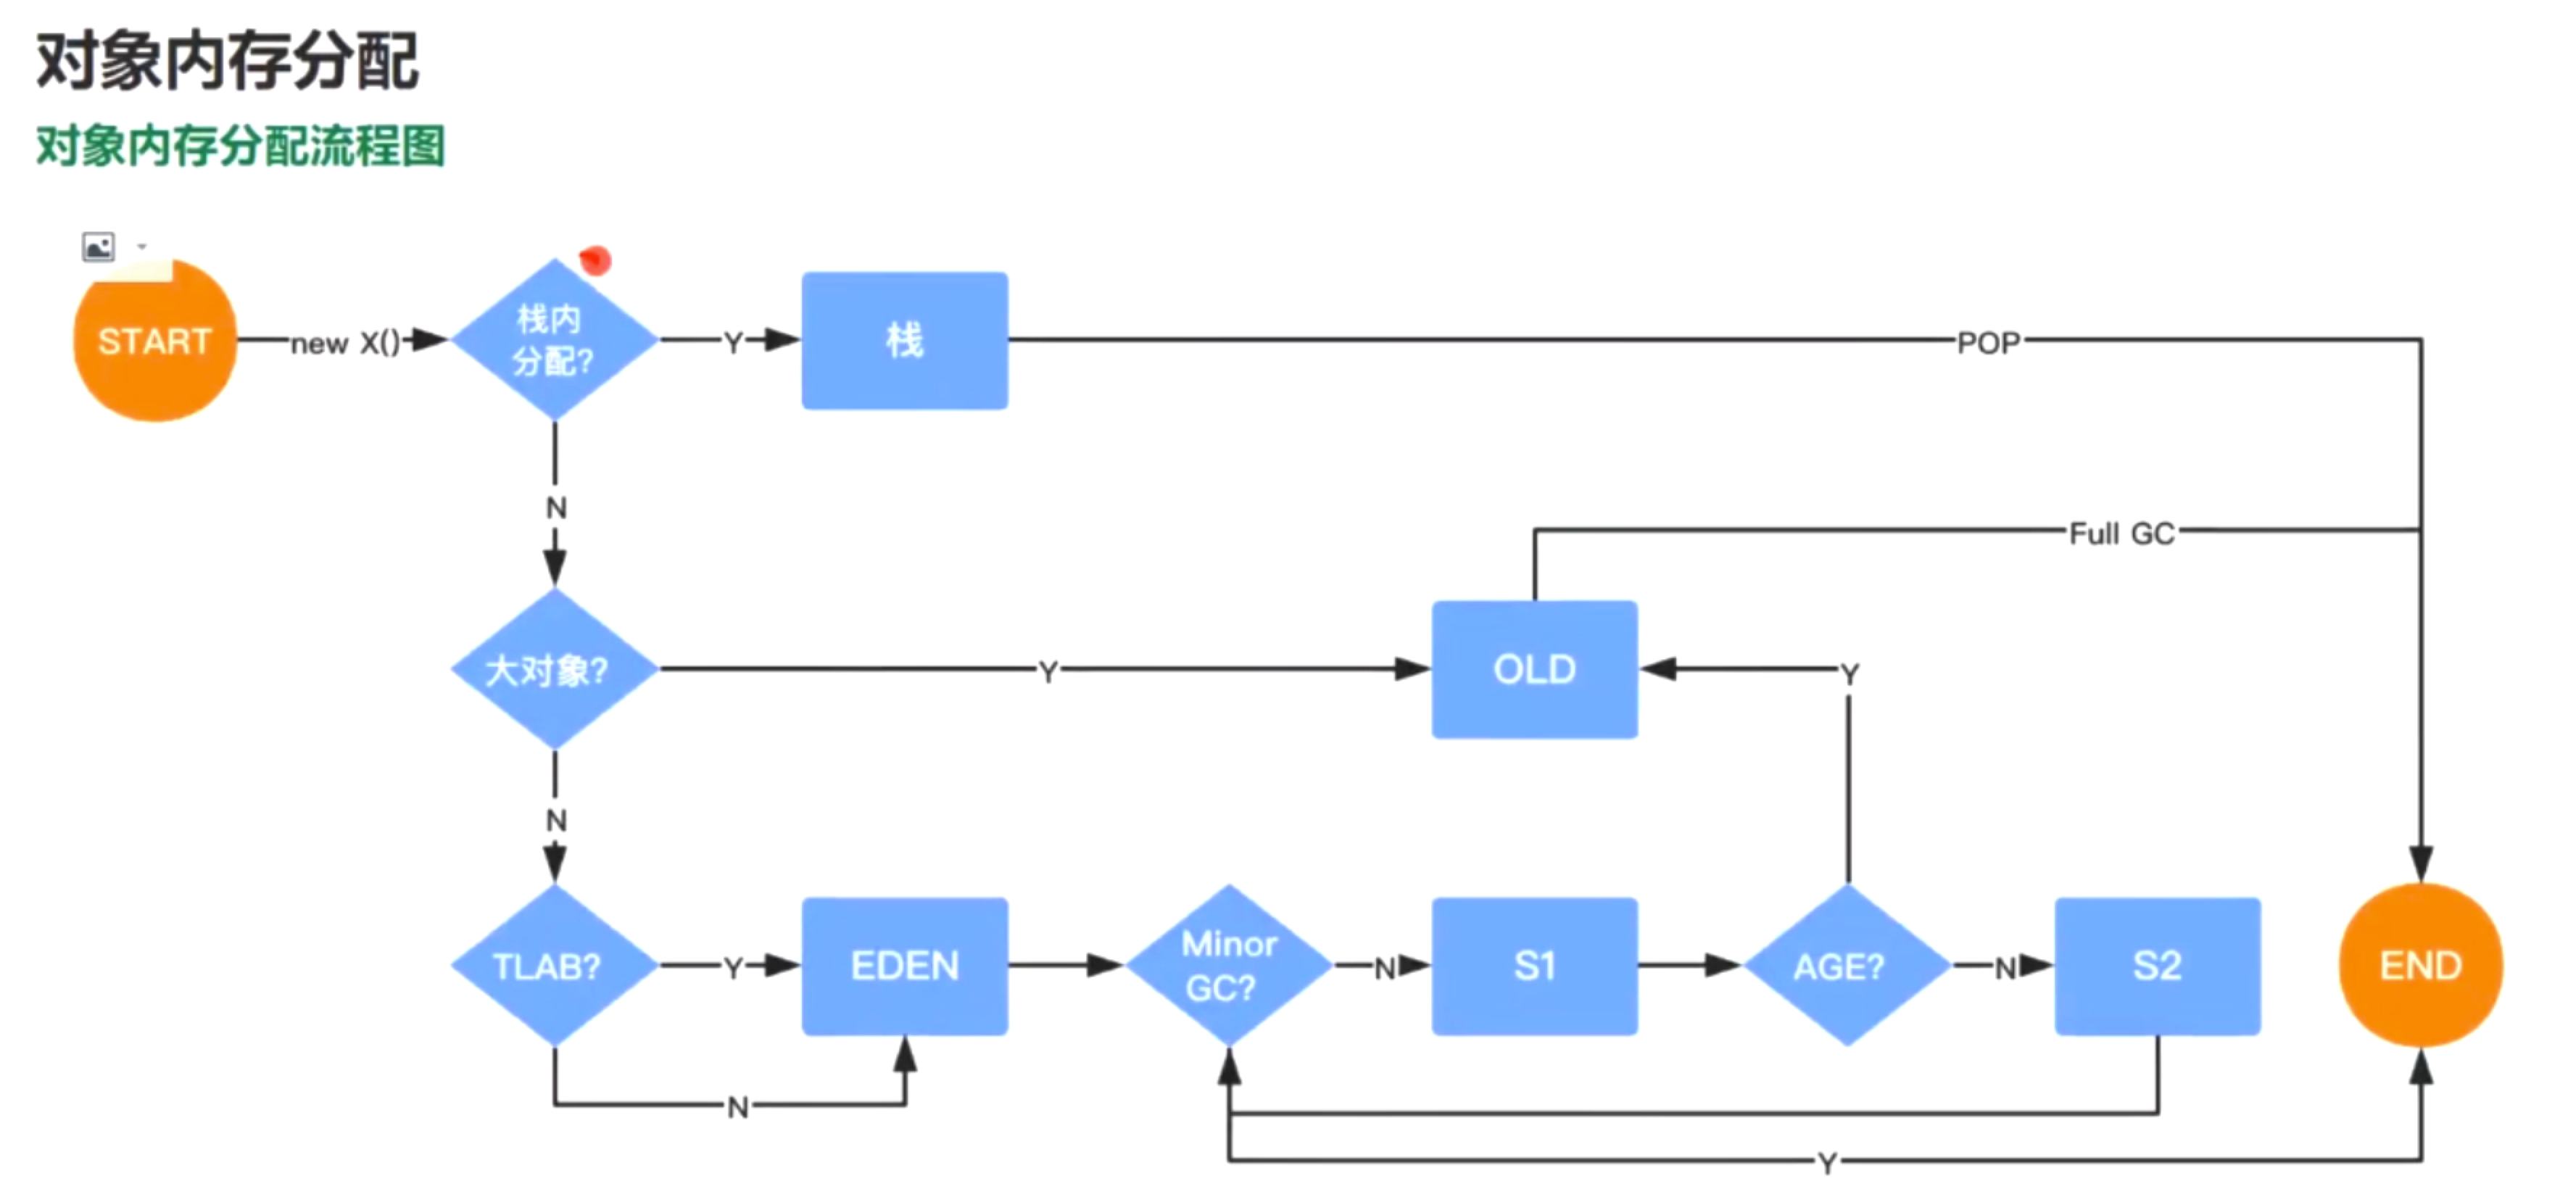 对象内存分配
对象内存分配流程图
START
new X()
栈内
分配?
Y
栈
POP
N
Full GC
大对象?
Y
OLD
Y
N
TLAB?
Y
EDEN
Minor
GC?
N
S1
AGE?
N
S2
END
N
Y